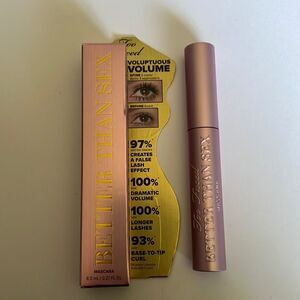 BETTER THAN SEX
MASCARA
Too
VOLUPTUOUS
VOLUME
97%
CREATES
A FALSE
LASH
EFFECT
100%
DRAMATIC
VOLUME
100%
LONGER
LASHES
93%
BASE-TO-TIP
CURL
Too Faced
BETTER THAN SEX